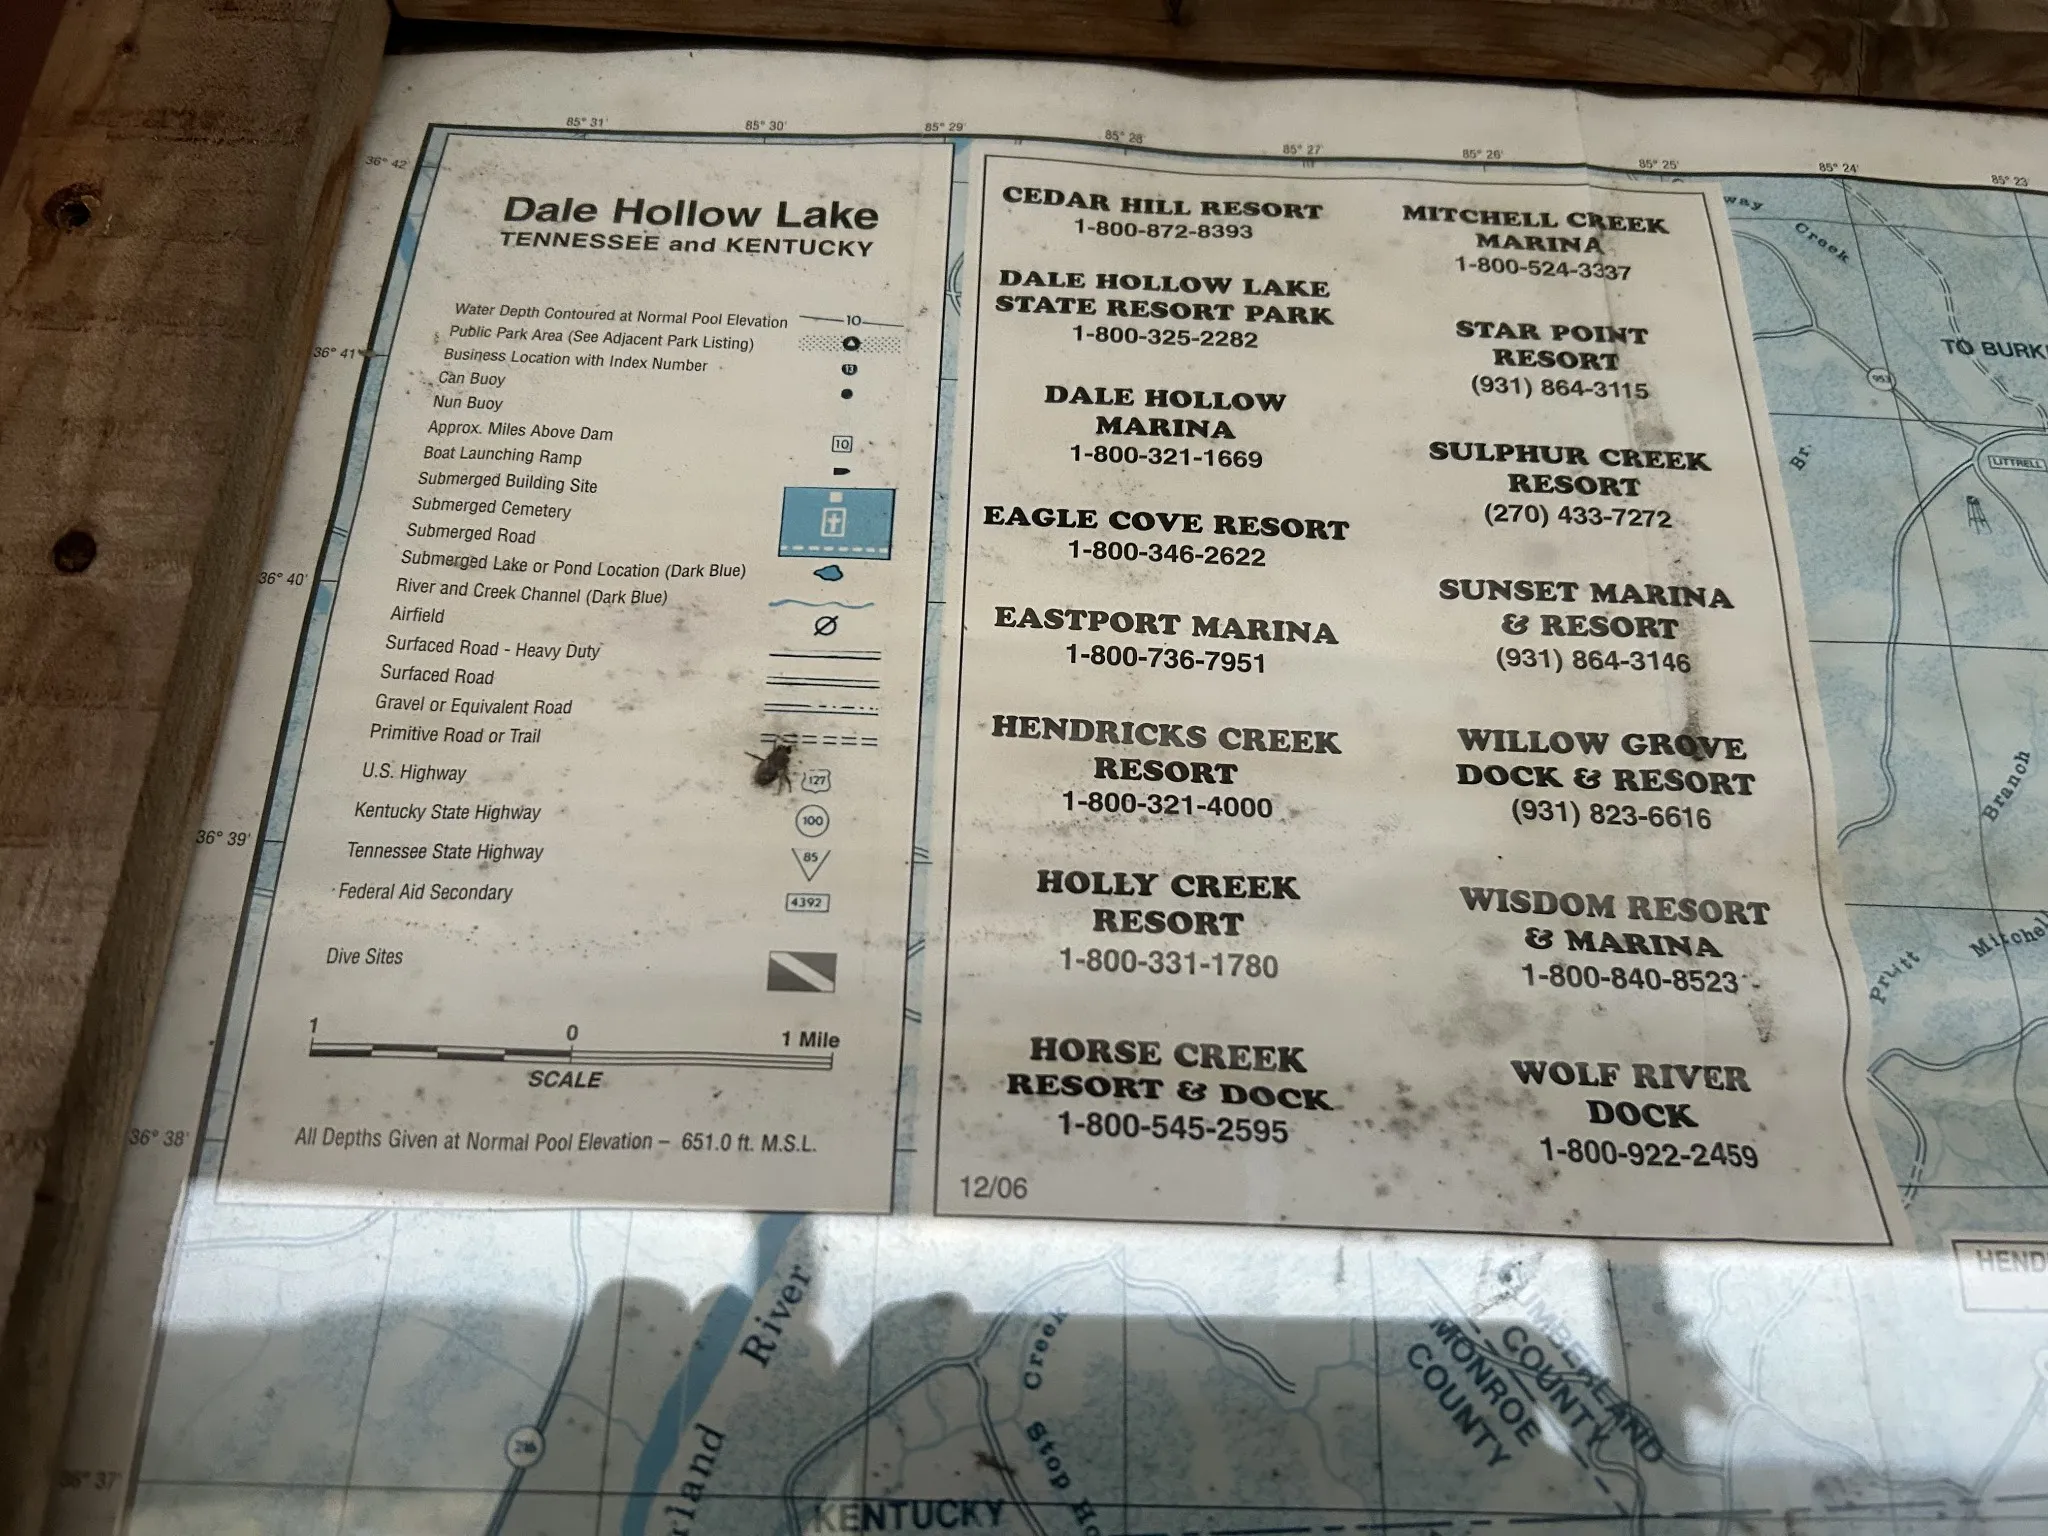 85° 31'
85° 30'
85° 29'
85° 28'
85° 27'
85° 26'
85° 25'
85° 24'
85° 23'
36° 42'
36° 41'
36° 40'
36° 39'
36° 38'
36° 37'
Dale Hollow Lake
TENNESSEE and KENTUCKY
Water Depth Contoured at Normal Pool Elevation 10
Public Park Area (See Adjacent Park Listing)
Business Location with Index Number 13
Can Buoy
Nun Buoy
Approx. Miles Above Dam 10
Boat Launching Ramp
Submerged Building Site
Submerged Cemetery
Submerged Road
Submerged Lake or Pond Location (Dark Blue)
River and Creek Channel (Dark Blue)
Airfield
Surfaced Road - Heavy Duty
Surfaced Road
Gravel or Equivalent Road
Primitive Road or Trail
U.S. Highway 127
Kentucky State Highway 100
Tennessee State Highway 85
Federal Aid Secondary 4392
Dive Sites
1 0 1 Mile
SCALE
All Depths Given at Normal Pool Elevation – 651.0 ft. M.S.L.
CEDAR HILL RESORT
1-800-872-8393
DALE HOLLOW LAKE
STATE RESORT PARK
1-800-325-2282
DALE HOLLOW
MARINA
1-800-321-1669
EAGLE COVE RESORT
1-800-346-2622
EASTPORT MARINA
1-800-736-7951
HENDRICKS CREEK
RESORT
1-800-321-4000
HOLLY CREEK
RESORT
1-800-331-1780
HORSE CREEK
RESORT & DOCK
1-800-545-2595
12/06
MITCHELL CREEK
MARINA
1-800-524-3337
STAR POINT
RESORT
(931) 864-3115
SULPHUR CREEK
RESORT
(270) 433-7272
SUNSET MARINA
& RESORT
(931) 864-3146
WILLOW GROVE
DOCK & RESORT
(931) 823-6616
WISDOM RESORT
& MARINA
1-800-840-8523
WOLF RIVER
DOCK
1-800-922-2459
way
Creek
TO BURK
953
LITTRELL
Br.
Branch
Mitchel
Pruitt
HEND
River
rland
Creek
Stop Ho
CUMBERLAND
COUNTY
MONROE
COUNTY
KENTUCKY